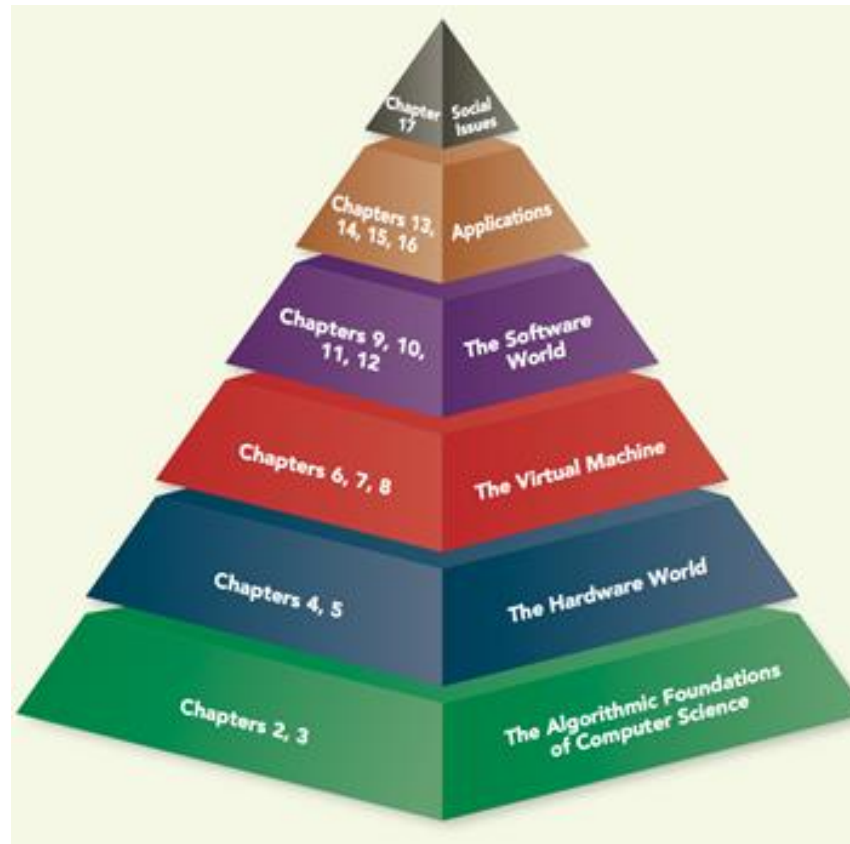 Chapter
17
Social
Issues
Chapters 13,
14, 15, 16
Applications
Chapters 9, 10,
11, 12
The Software
World
Chapters 6, 7, 8
The Virtual Machine
Chapters 4, 5
The Hardware World
Chapters 2, 3
The Algorithmic Foundations
of Computer Science